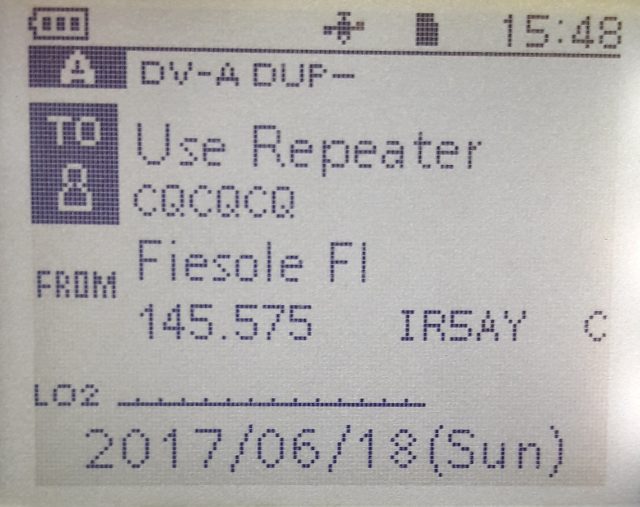 15:48
A DV-A DUP-
TO Use Repeater
CQCQCQ
FROM Fiesole FI
145.575 IR5AY C
LO2
2017/06/18(Sun)